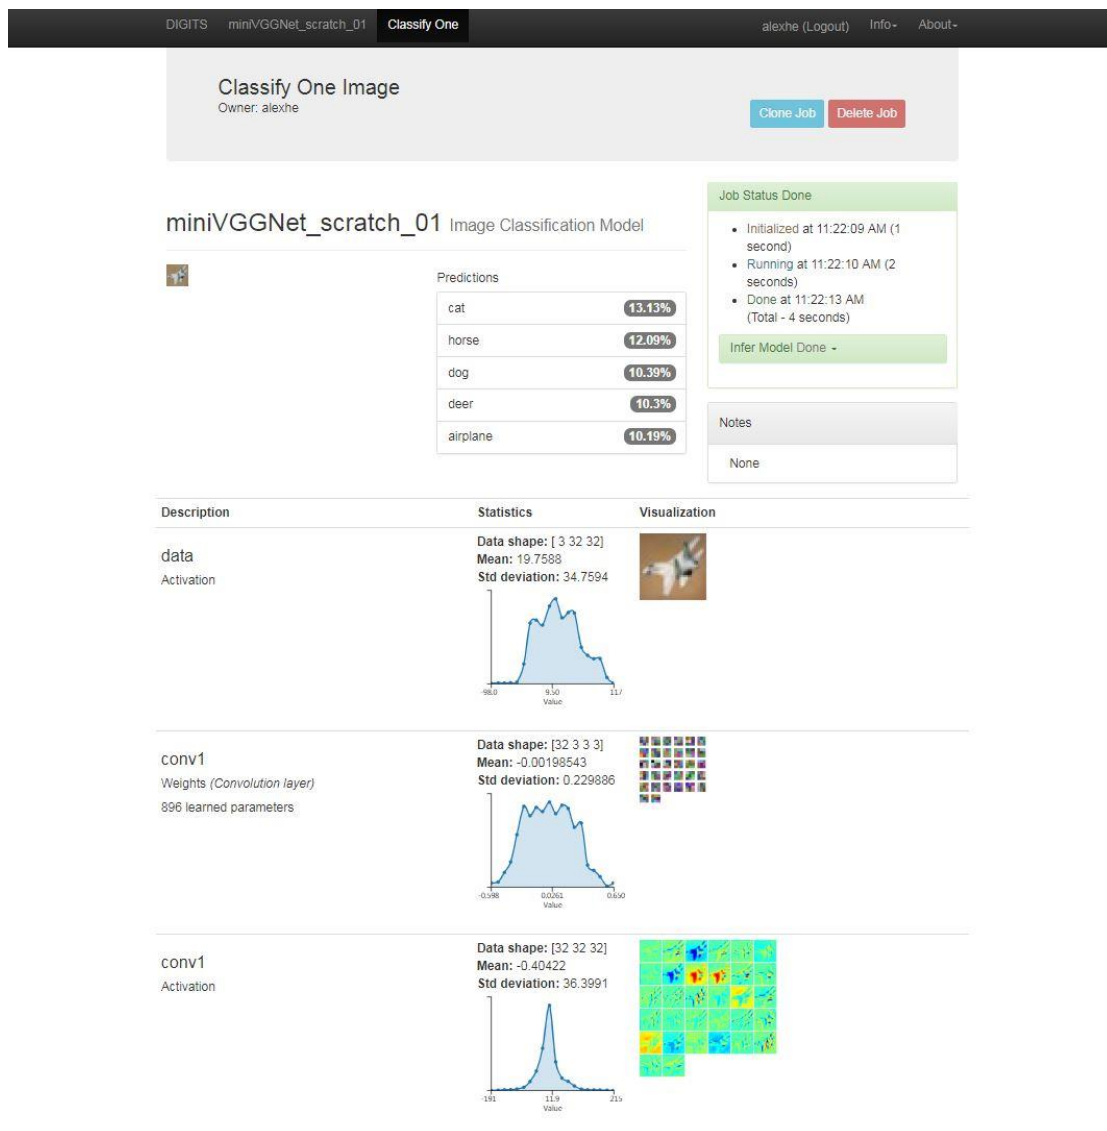 DIGITS miniVGGNet_scratch_01 Classify One alexhe (Logout) Info About
Classify One Image
Owner: alexhe
Clone Job Delete Job
miniVGGNet_scratch_01 Image Classification Model
Predictions
cat 13.13%
horse 12.09%
dog 10.39%
deer 10.3%
airplane 10.19%
Job Status Done
Initialized at 11:22:09 AM (1
second)
Running at 11:22:10 AM (2
seconds)
Done at 11:22:13 AM
(Total - 4 seconds)
Infer Model Done
Notes
None
Description Statistics Visualization
data
Activation
Data shape: [ 3 32 32]
Mean: 19.7588
Std deviation: 34.7594
-98.0 9.50 117
Value
conv1
Weights (Convolution layer)
896 learned parameters
Data shape: [32 3 3 3]
Mean: -0.00198543
Std deviation: 0.229886
-0.598 0.0261 0.650
Value
conv1
Activation
Data shape: [32 32 32]
Mean: -0.40422
Std deviation: 36.3991
-191 11.9 215
Value